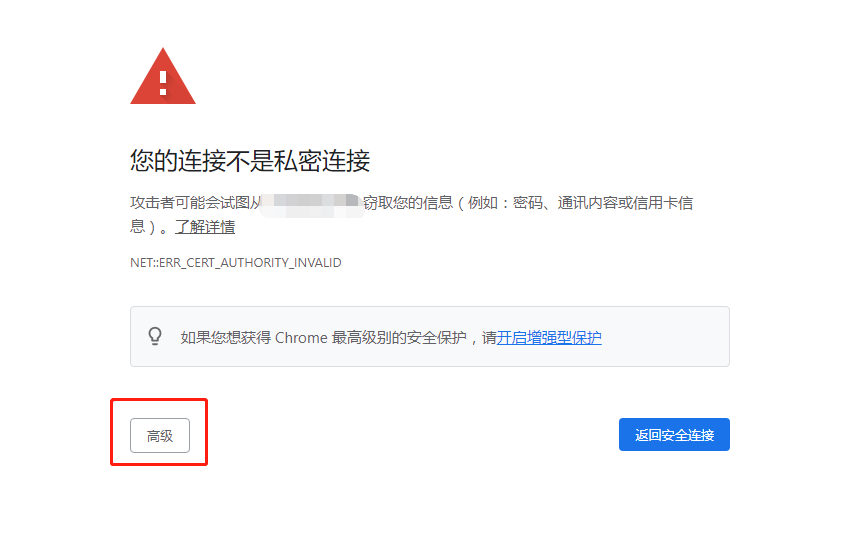 您的连接不是私密连接
攻击者可能会试图从 窃取您的信息（例如：密码、通讯内容或信用卡信
息）。了解详情
NET::ERR_CERT_AUTHORITY_INVALID
如果您想获得 Chrome 最高级别的安全保护，请开启增强型保护
高级
返回安全连接